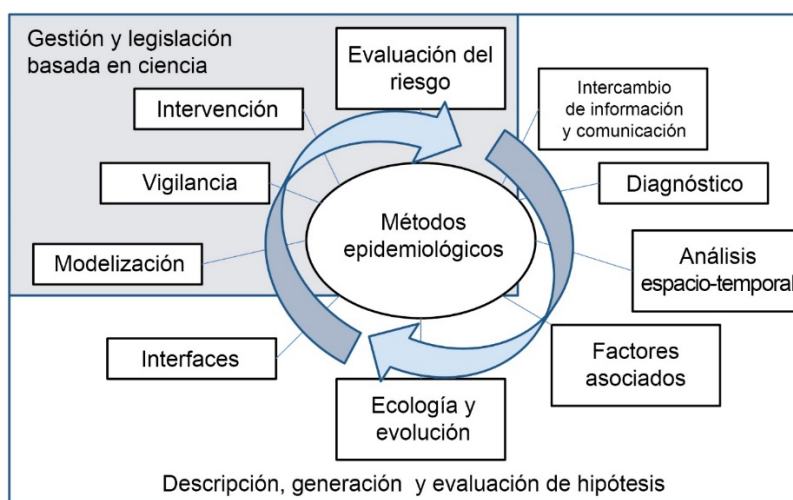 Gestión y legislación
basada en ciencia
Evaluación del
riesgo
Intercambio
de información
y comunicación
Intervención
Vigilancia
Diagnóstico
Métodos
epidemiológicos
Modelización
Análisis
espacio-temporal
Interfaces
Factores
asociados
Ecología y
evolución
Descripción, generación y evaluación de hipótesis